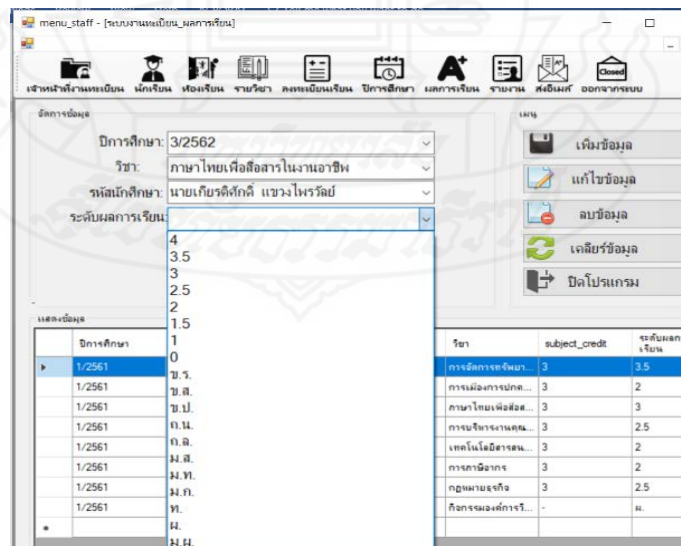 menu_staff - [ระบบงานทะเบียน_ผลการเรียน]
เจ้าหน้าที่งานทะเบียน นักเรียน ห้องเรียน รายวิชา ลงทะเบียนเรียน ปีการศึกษา ผลการเรียน รายงาน ส่งอีเมล์ ออกจากระบบ
Closed
จัดการข้อมูล
เมนู
ปีการศึกษา: 3/2562
วิชา: ภาษาไทยเพื่อสื่อสารในงานอาชีพ
รหัสนักศึกษา: นายเกียรติศักดิ์ แขวงไพรวัลย์
ระดับผลการเรียน:
เพิ่มข้อมูล
แก้ไขข้อมูล
ลบข้อมูล
เคลียร์ข้อมูล
ปิดโปรแกรม
4
3.5
3
2.5
2
1.5
1
0
ข.ร.
ข.ส.
ข.ป.
ถ.น.
ถ.ล.
ม.ส.
ม.ท.
ม.ก.
ท.
ผ.
ม.ผ.
แสดงข้อมูล
ปีการศึกษา วิชา subject_credit ระดับผลการเรียน
1/2561 การจัดการทรัพยา... 3 3.5
1/2561 การเมืองการปกค... 3 2
1/2561 ภาษาไทยเพื่อสื่อส... 3 3
1/2561 การบริหารงานคุณ... 3 2.5
1/2561 เทคโนโลยีสารสน... 3 2
1/2561 การภาษีอากร 3 2
1/2561 กฎหมายธุรกิจ 3 2.5
1/2561 กิจกรรมองค์การวิ... - ผ.